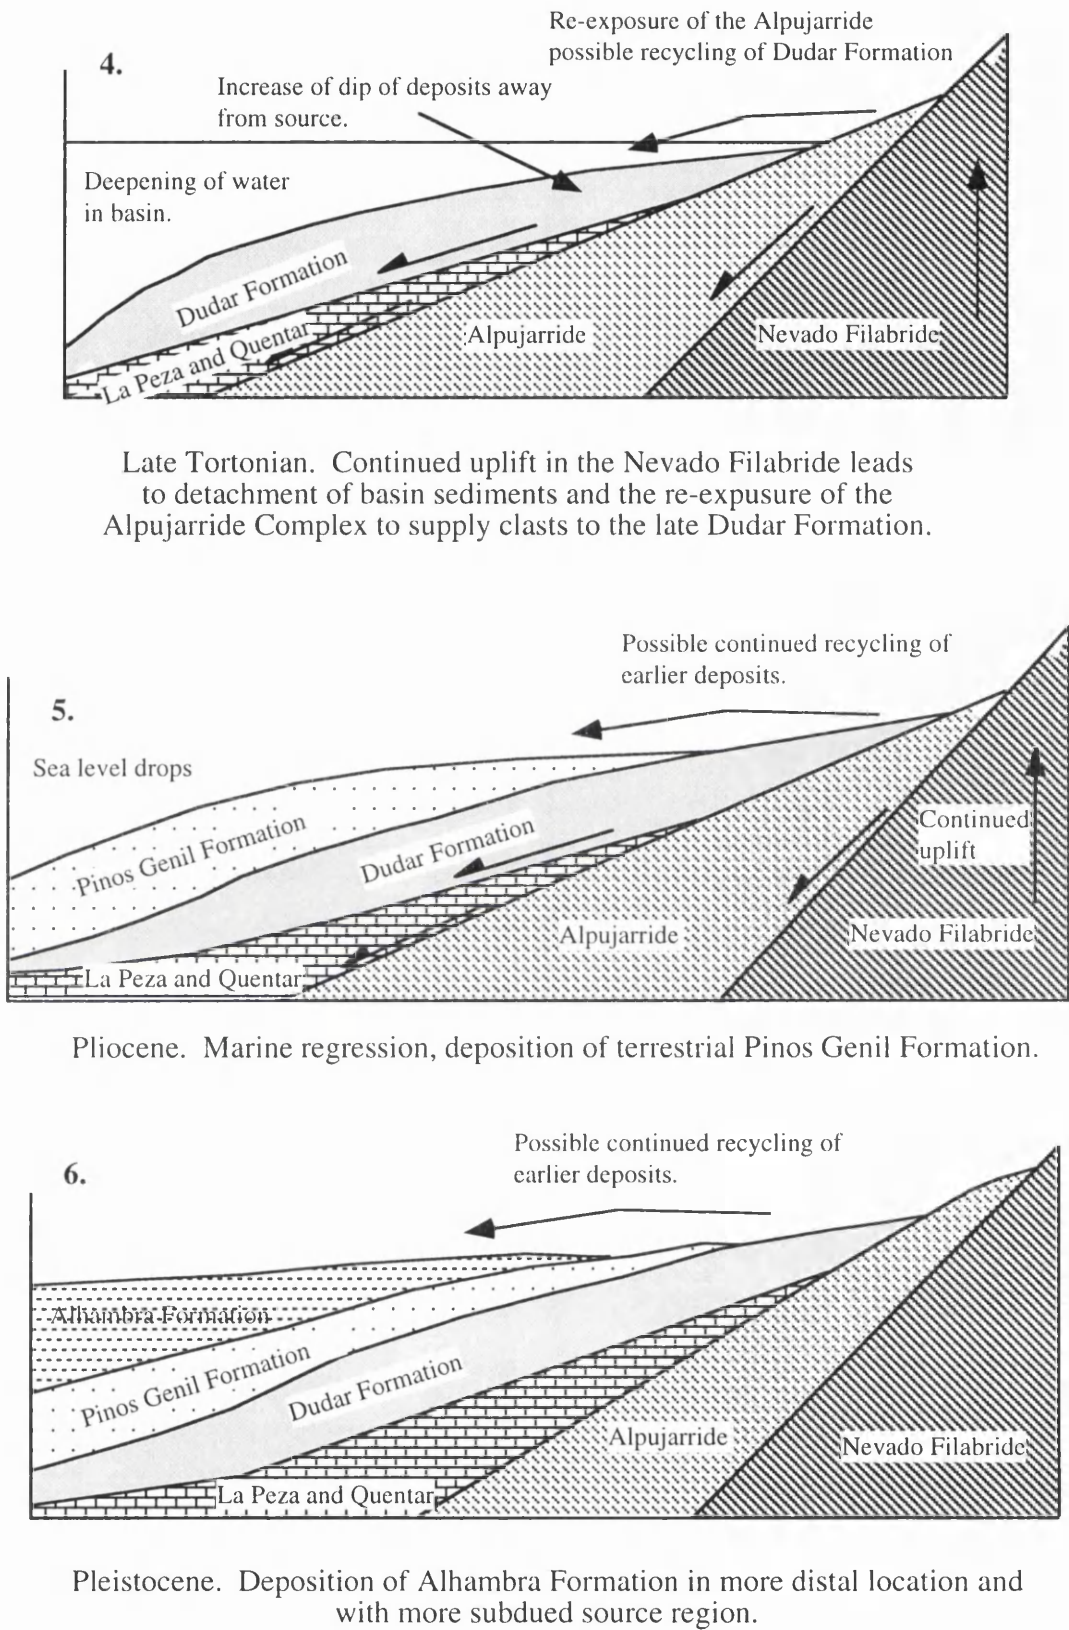 4.
Re-exposure of the Alpujarride
possible recycling of Dudar Formation
Increase of dip of deposits away
from source.
Deepening of water
in basin.
Dudar Formation
La Peza and Quentar
Alpujarride
Nevado Filabride
Late Tortonian. Continued uplift in the Nevado Filabride leads
to detachment of basin sediments and the re-expusure of the
Alpujarride Complex to supply clasts to the late Dudar Formation.
Possible continued recycling of
earlier deposits.
5.
Sea level drops
Pinos Genil Formation
Dudar Formation
Continued
uplift
Alpujarride
Nevado Filabride
La Peza and Quentar
Pliocene. Marine regression, deposition of terrestrial Pinos Genil Formation.
Possible continued recycling of
earlier deposits.
6.
Alhambra Formation
Pinos Genil Formation
Dudar Formation
Alpujarride
Nevado Filabride
La Peza and Quentar
Pleistocene. Deposition of Alhambra Formation in more distal location and
with more subdued source region.